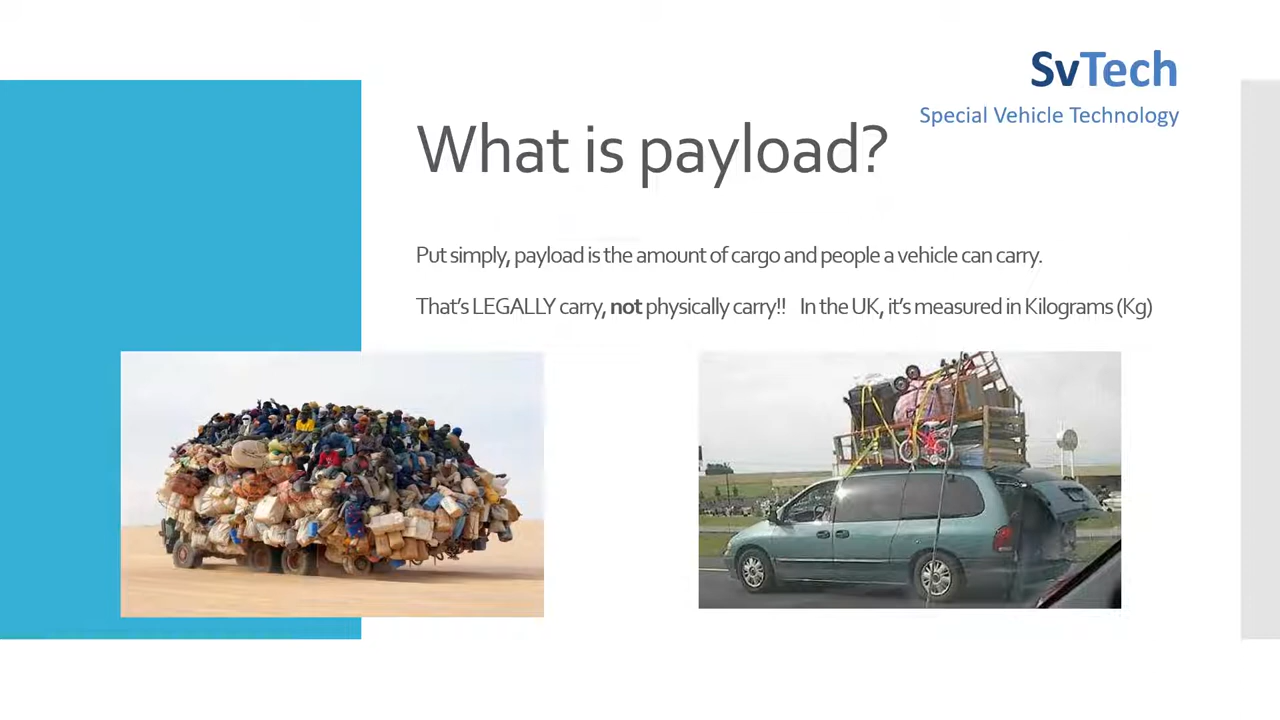 SvTech
Special Vehicle Technology
What is payload?
Put simply, payload is the amount of cargo and people a vehicle can carry.
That's LEGALLY carry, not physically carry!! In the UK, it's measured in Kilograms (Kg)